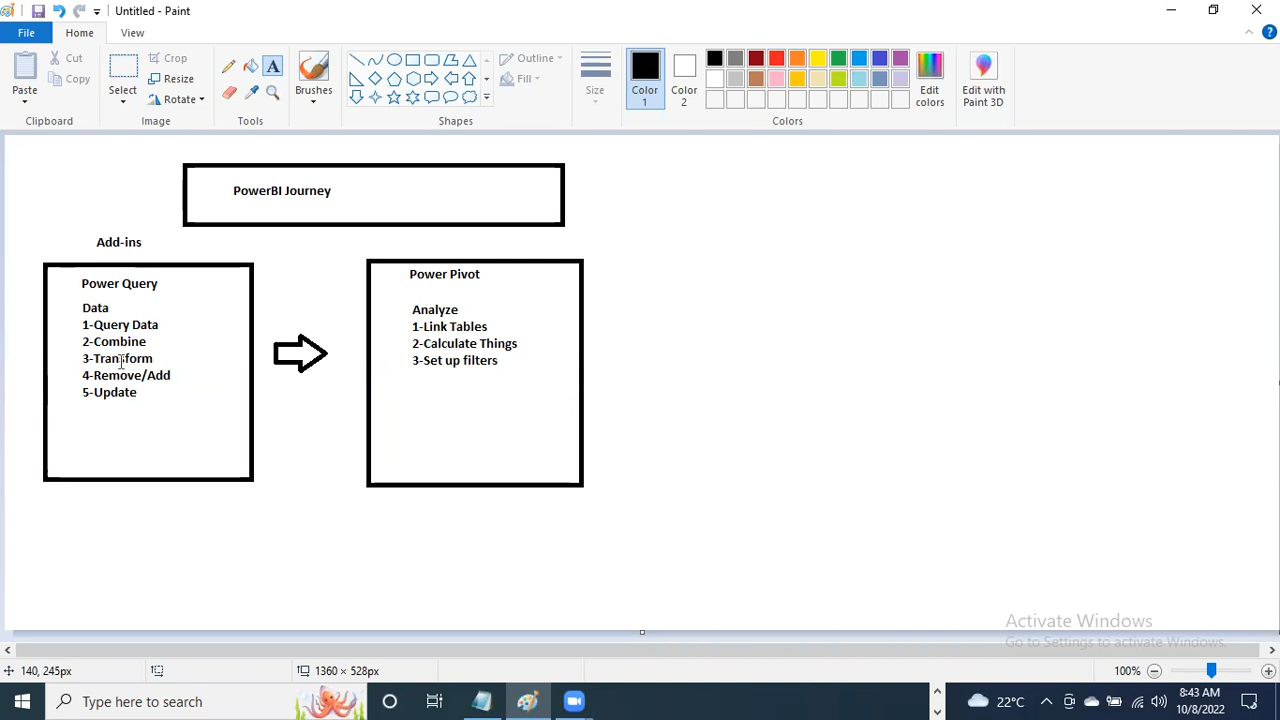 Untitled - Paint
File
Home
View
Paste
Cut
Copy
Clipboard
Select
Crop
Resize
Rotate
Image
A
Tools
Brushes
Outline
Fill
Shapes
Size
Color 1
Color 2
Edit colors
Colors
Edit with Paint 3D
PowerBI Journey
Add-ins
Power Query
Data
1-Query Data
2-Combine
3-Transform
4-Remove/Add
5-Update
Power Pivot
Analyze
1-Link Tables
2-Calculate Things
3-Set up filters
Activate Windows
Go to Settings to activate Windows.
140, 245px
1360 × 528px
100%
Type here to search
22°C
8:43 AM
10/8/2022